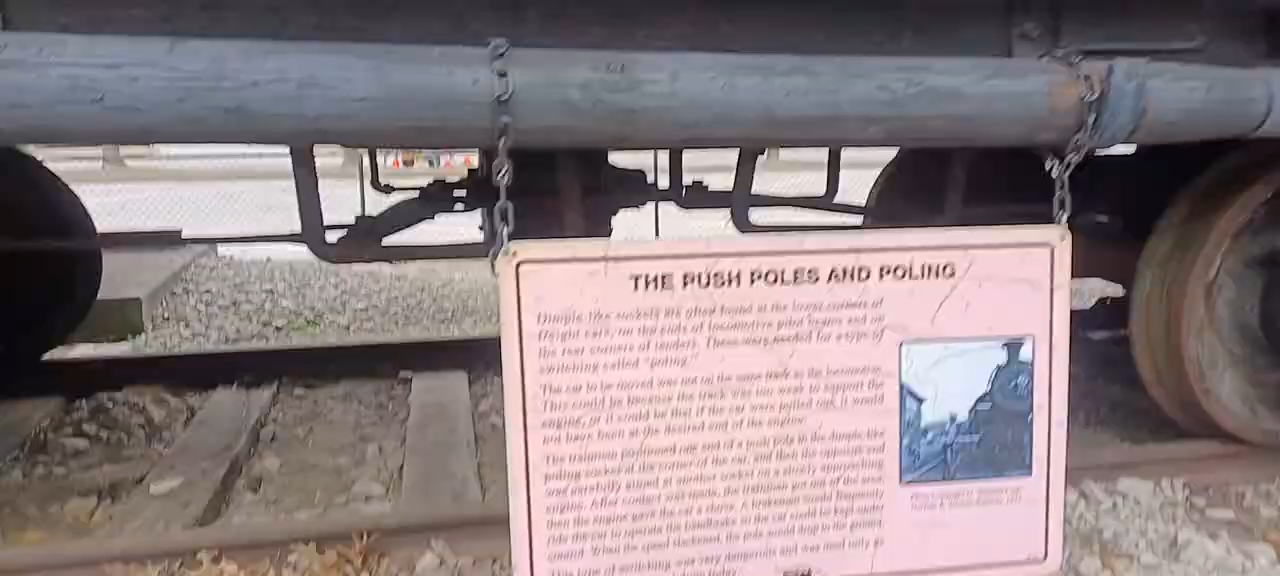 THE PUSH POLES AND POLING
Dimple-like sockets are often found at the lower corners of
freight cars, on the ends of locomotive pilot beams and on
the rear corners of tenders. These were needed for a type of
switching called "poling."
The car to be moved was not on the same track as the locomotive.
This could be because the track was too weak to support the
engine, or it could be that if the car were pulled out, it would
not have been at the desired end of the engine.
The trainman positioned one end of a push pole in the dimple-like
poling socket at the corner of the car, and then the opposite end
and carefully aimed at another socket on a slowly approaching
engine. After contact was made, the trainman got out of the area
then the engine gave the car a shove. A brakeman would frequently
ride the car to operate the handbrake so the car could be kept under
control. When the speed slackened, the pole would drop to the ground.
This type of switching was very dangerous and was used only as
today.